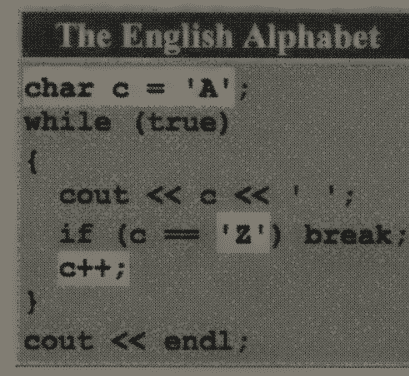 The English Alphabet
char c = 'A';
while (true)
{
cout << c << ' ';
if (c == 'Z') break;
c++;
}
cout << endl;